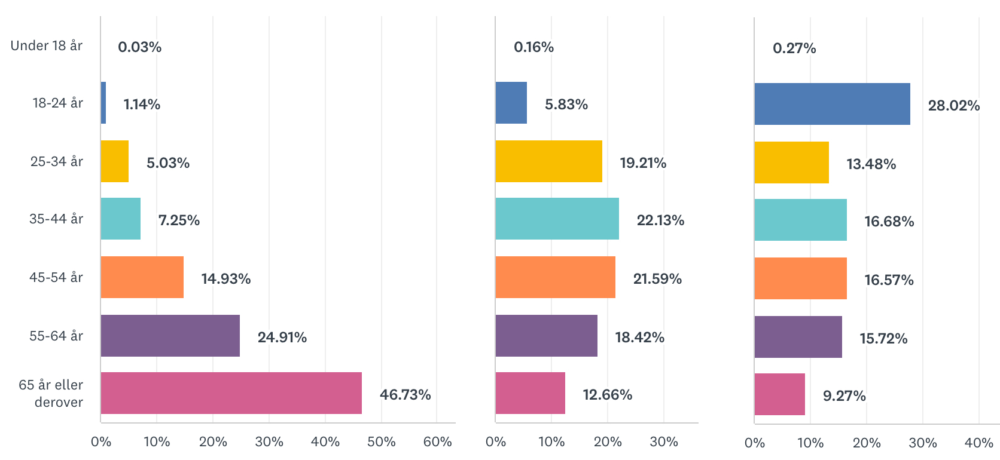 Under 18 år 0.03% 0.16% 0.27%
18-24 år 1.14% 5.83% 28.02%
25-34 år 5.03% 19.21% 13.48%
35-44 år 7.25% 22.13% 16.68%
45-54 år 14.93% 21.59% 16.57%
55-64 år 24.91% 18.42% 15.72%
65 år eller
derover 46.73% 12.66% 9.27%
0% 10% 20% 30% 40% 50% 60% 0% 10% 20% 30% 0% 10% 20% 30% 40%